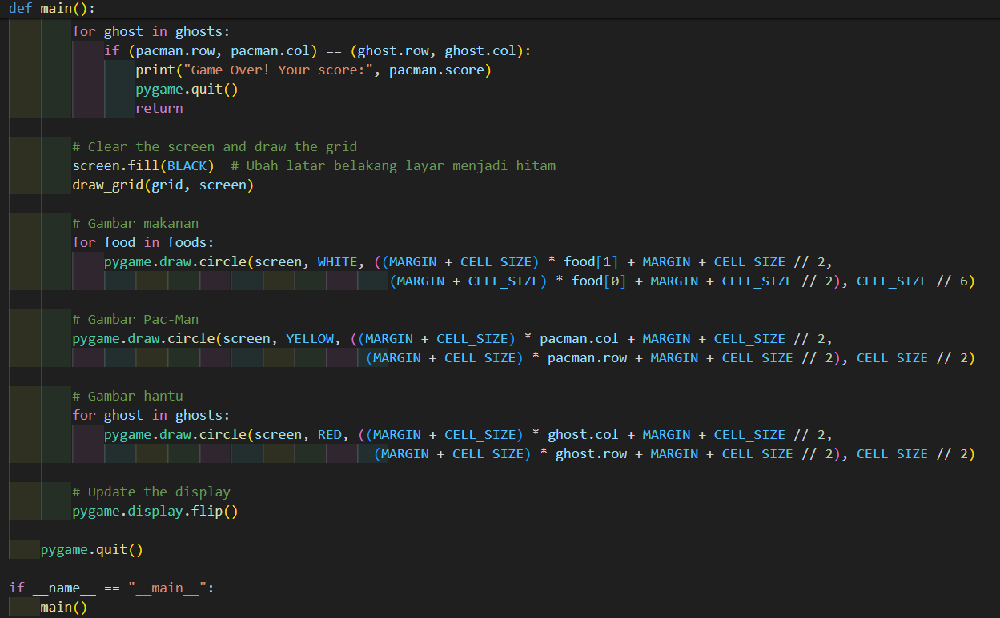 def main():
for ghost in ghosts:
if (pacman.row, pacman.col) == (ghost.row, ghost.col):
print("Game Over! Your score:", pacman.score)
pygame.quit()
return
# Clear the screen and draw the grid
screen.fill(BLACK)  # Ubah latar belakang layar menjadi hitam
draw_grid(grid, screen)
# Gambar makanan
for food in foods:
pygame.draw.circle(screen, WHITE, ((MARGIN + CELL_SIZE) * food[1] + MARGIN + CELL_SIZE // 2,
(MARGIN + CELL_SIZE) * food[0] + MARGIN + CELL_SIZE // 2), CELL_SIZE // 6)
# Gambar Pac-Man
pygame.draw.circle(screen, YELLOW, ((MARGIN + CELL_SIZE) * pacman.col + MARGIN + CELL_SIZE // 2,
(MARGIN + CELL_SIZE) * pacman.row + MARGIN + CELL_SIZE // 2), CELL_SIZE // 2)
# Gambar hantu
for ghost in ghosts:
pygame.draw.circle(screen, RED, ((MARGIN + CELL_SIZE) * ghost.col + MARGIN + CELL_SIZE // 2,
(MARGIN + CELL_SIZE) * ghost.row + MARGIN + CELL_SIZE // 2), CELL_SIZE // 2)
# Update the display
pygame.display.flip()
pygame.quit()
if __name__ == "__main__":
main()